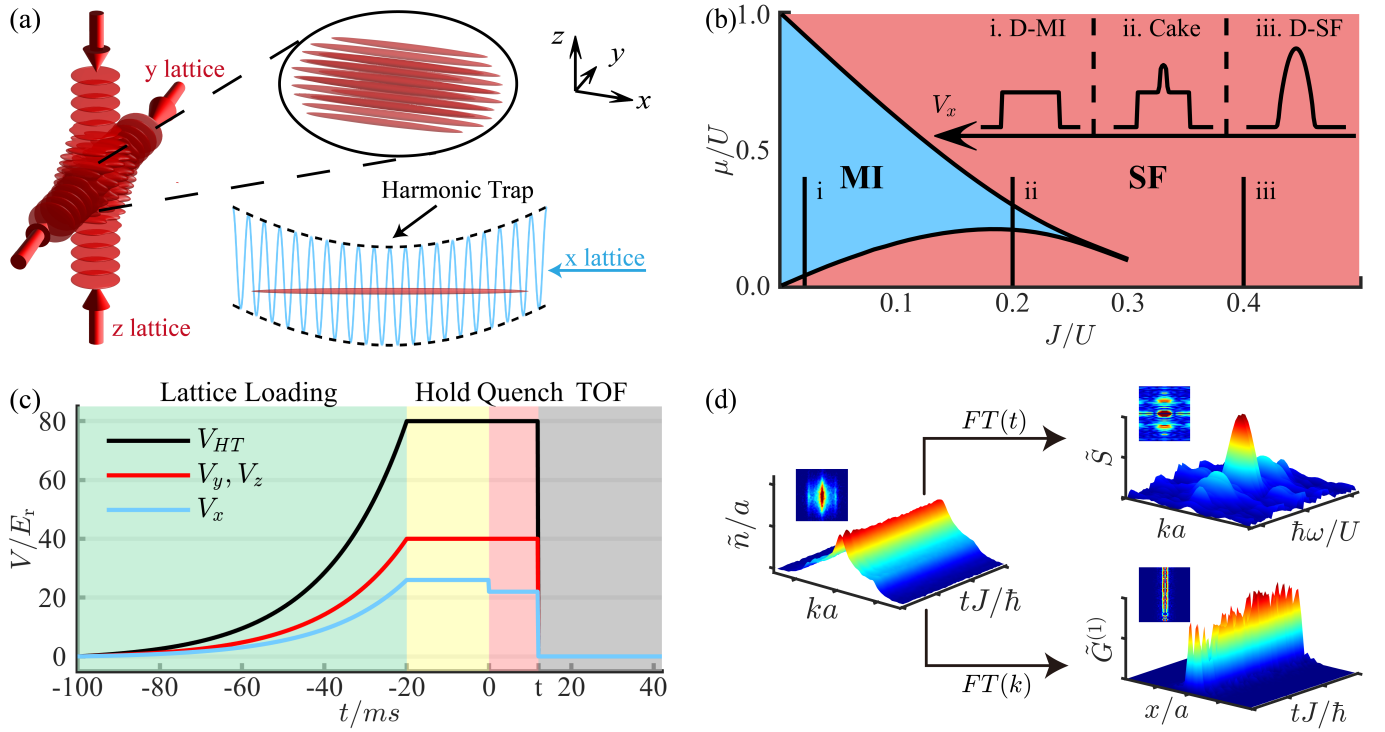 (a)
y lattice
z
y
x
Harmonic Trap
x lattice
z lattice
(b)
1.0
i. D-MI
ii. Cake
iii. D-SF
V_x
μ/U
0.5
MI
SF
i
ii
iii
0.0
0.1
0.2
0.3
0.4
J/U
(c)
Lattice Loading
Hold
Quench
TOF
80
V_{HT}
V_y, V_z
V_x
60
V/E_r
40
20
0
-100
-80
-60
-40
-20
0
t
20
40
t/ms
(d)
FT(t)
S̃
ka
ħω/U
ñ/a
ka
tJ/ħ
FT(k)
G̃^{(1)}
x/a
tJ/ħ